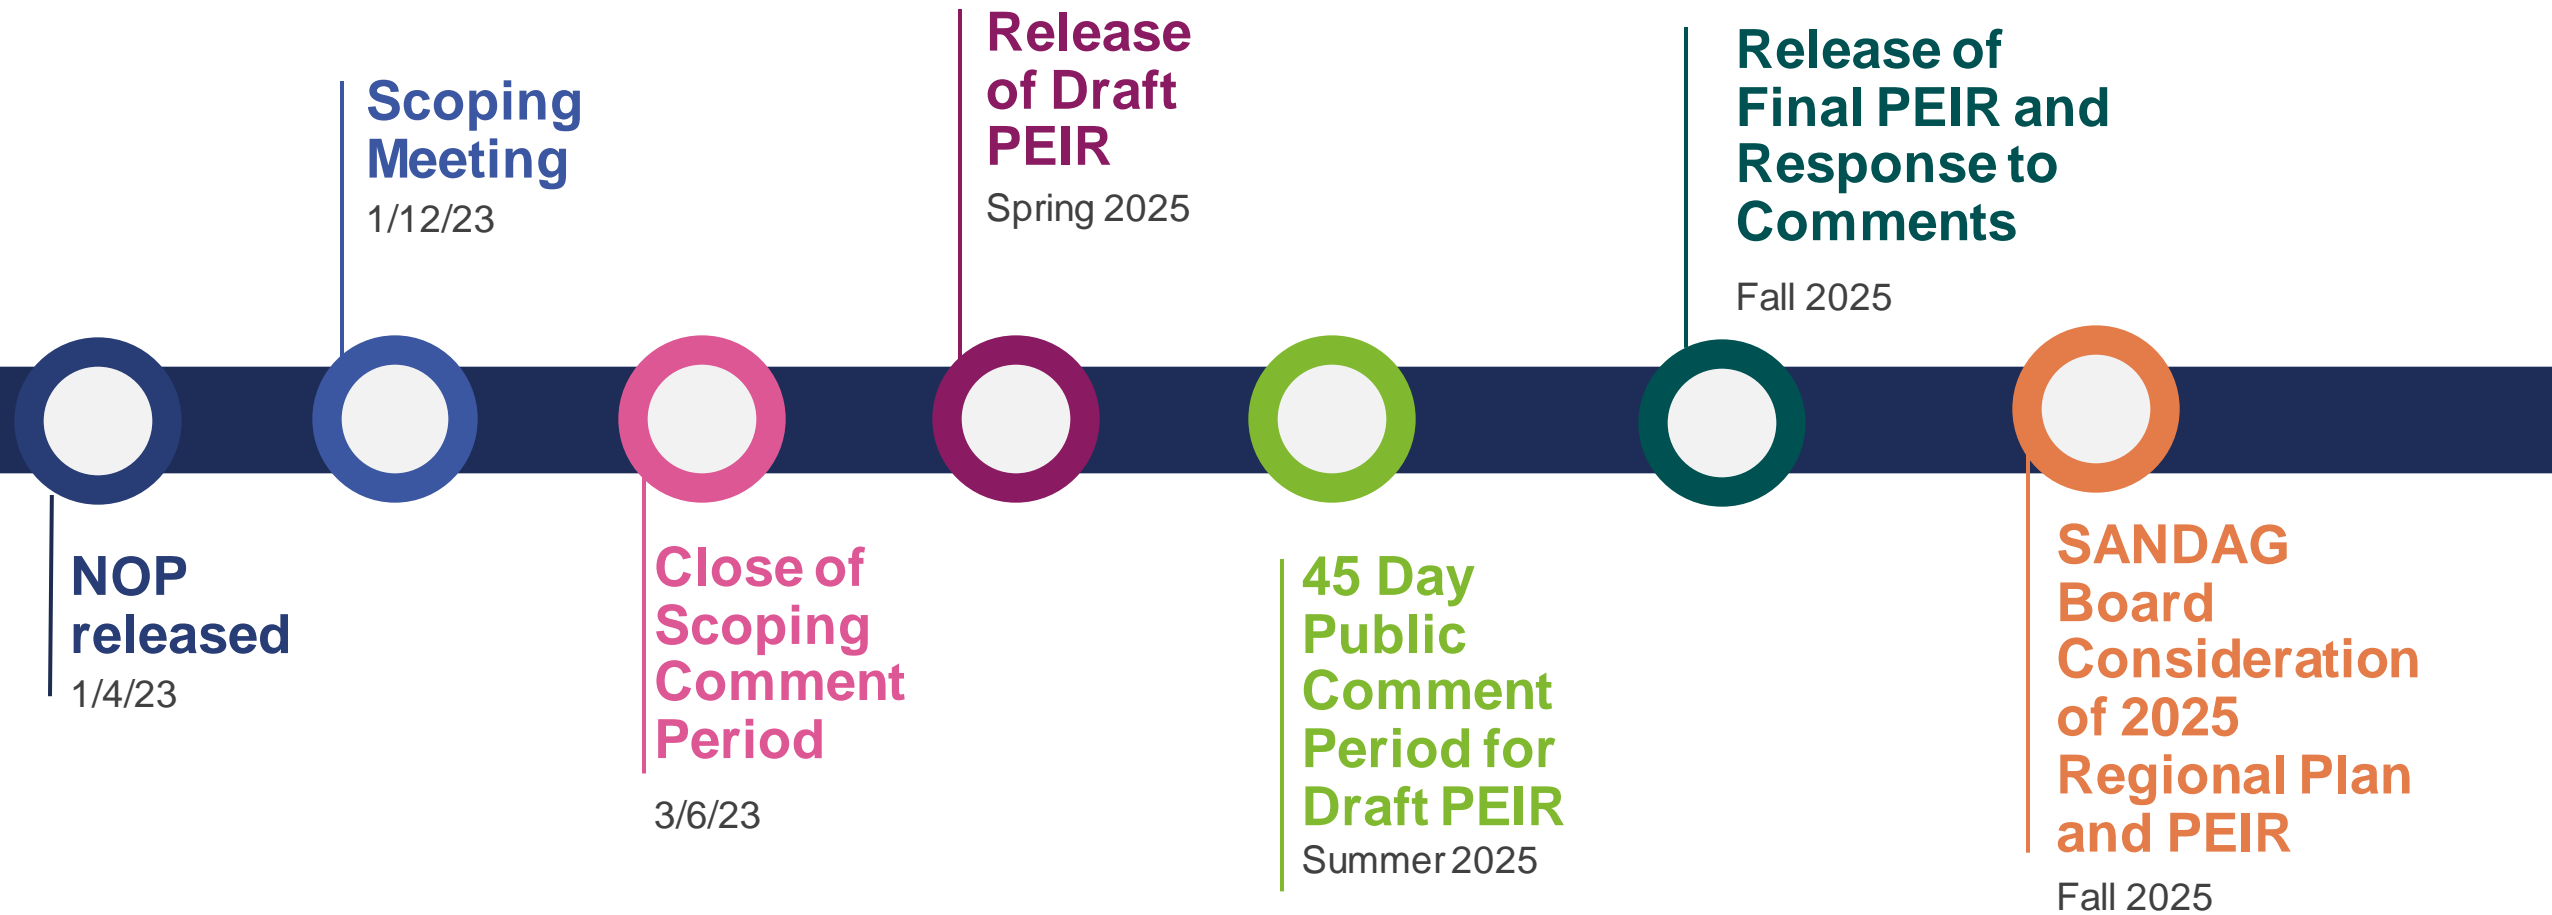 NOP
released
1/4/23
Scoping
Meeting
1/12/23
Close of
Scoping
Comment
Period
3/6/23
Release
of Draft
PEIR
Spring 2025
45 Day
Public
Comment
Period for
Draft PEIR
Summer 2025
Release of
Final PEIR and
Response to
Comments
Fall 2025
SANDAG
Board
Consideration
of 2025
Regional Plan
and PEIR
Fall 2025